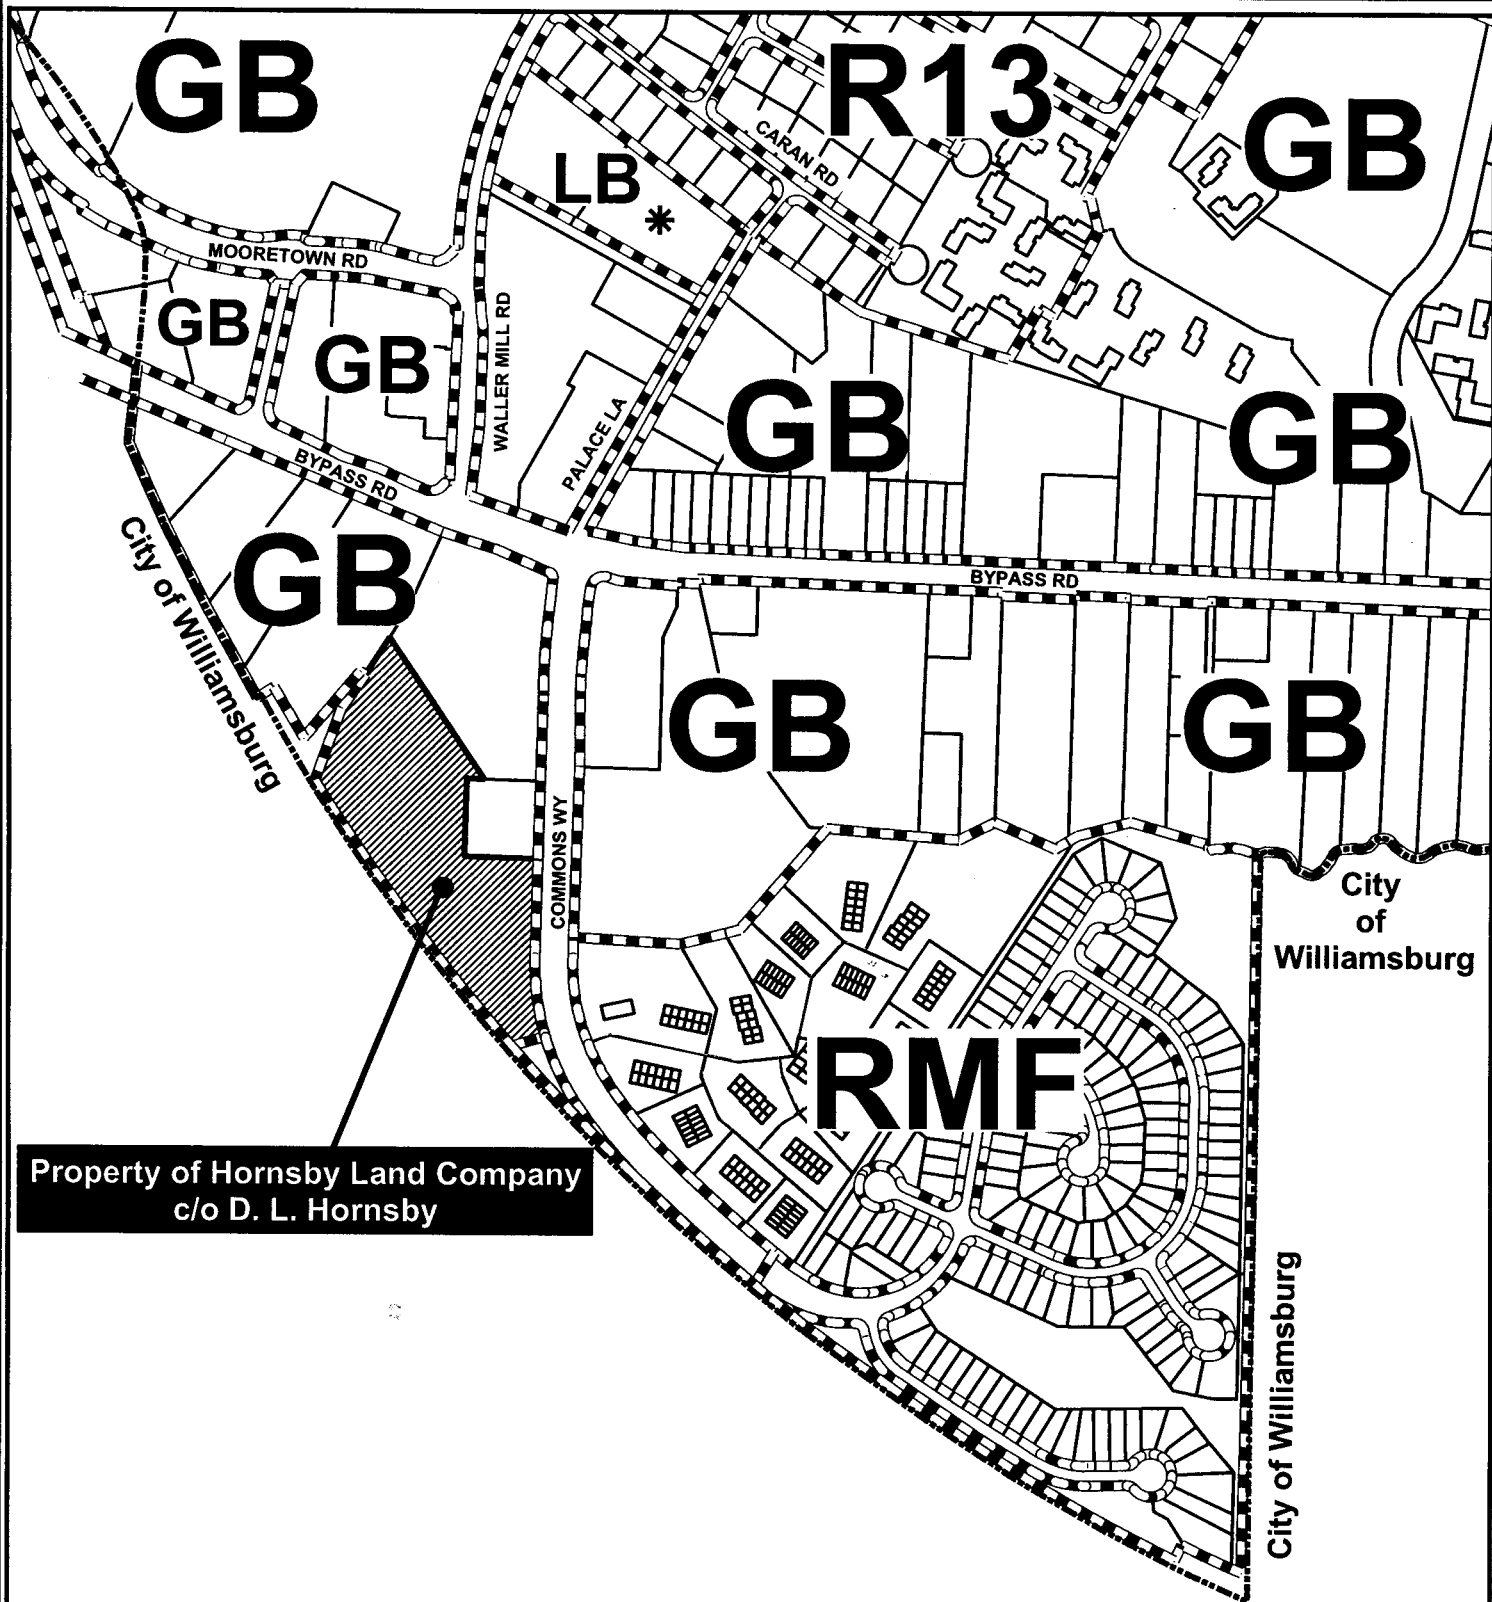 GB
R13
GB
CARAN RD
LB
*
MOORETOWN RD
GB
GB
WALLER MILL RD
PALACE LA
GB
GB
BYPASS RD
City of Williamsburg
GB
BYPASS RD
GB
GB
COMMONS WY
City
of
Williamsburg
RMF
Property of Hornsby Land Company
c/o D. L. Hornsby
City of Williamsburg